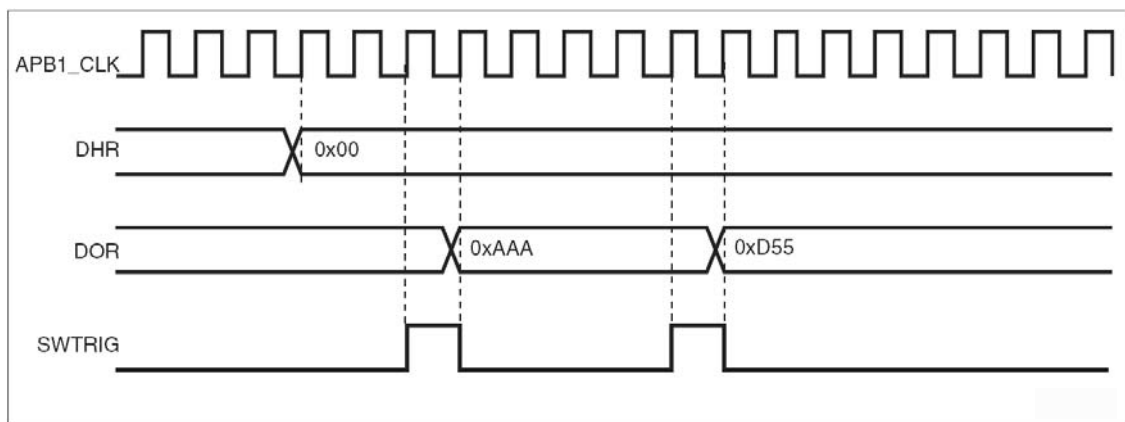 APB1_CLK
DHR
0x00
DOR
0xAAA
0xD55
SWTRIG